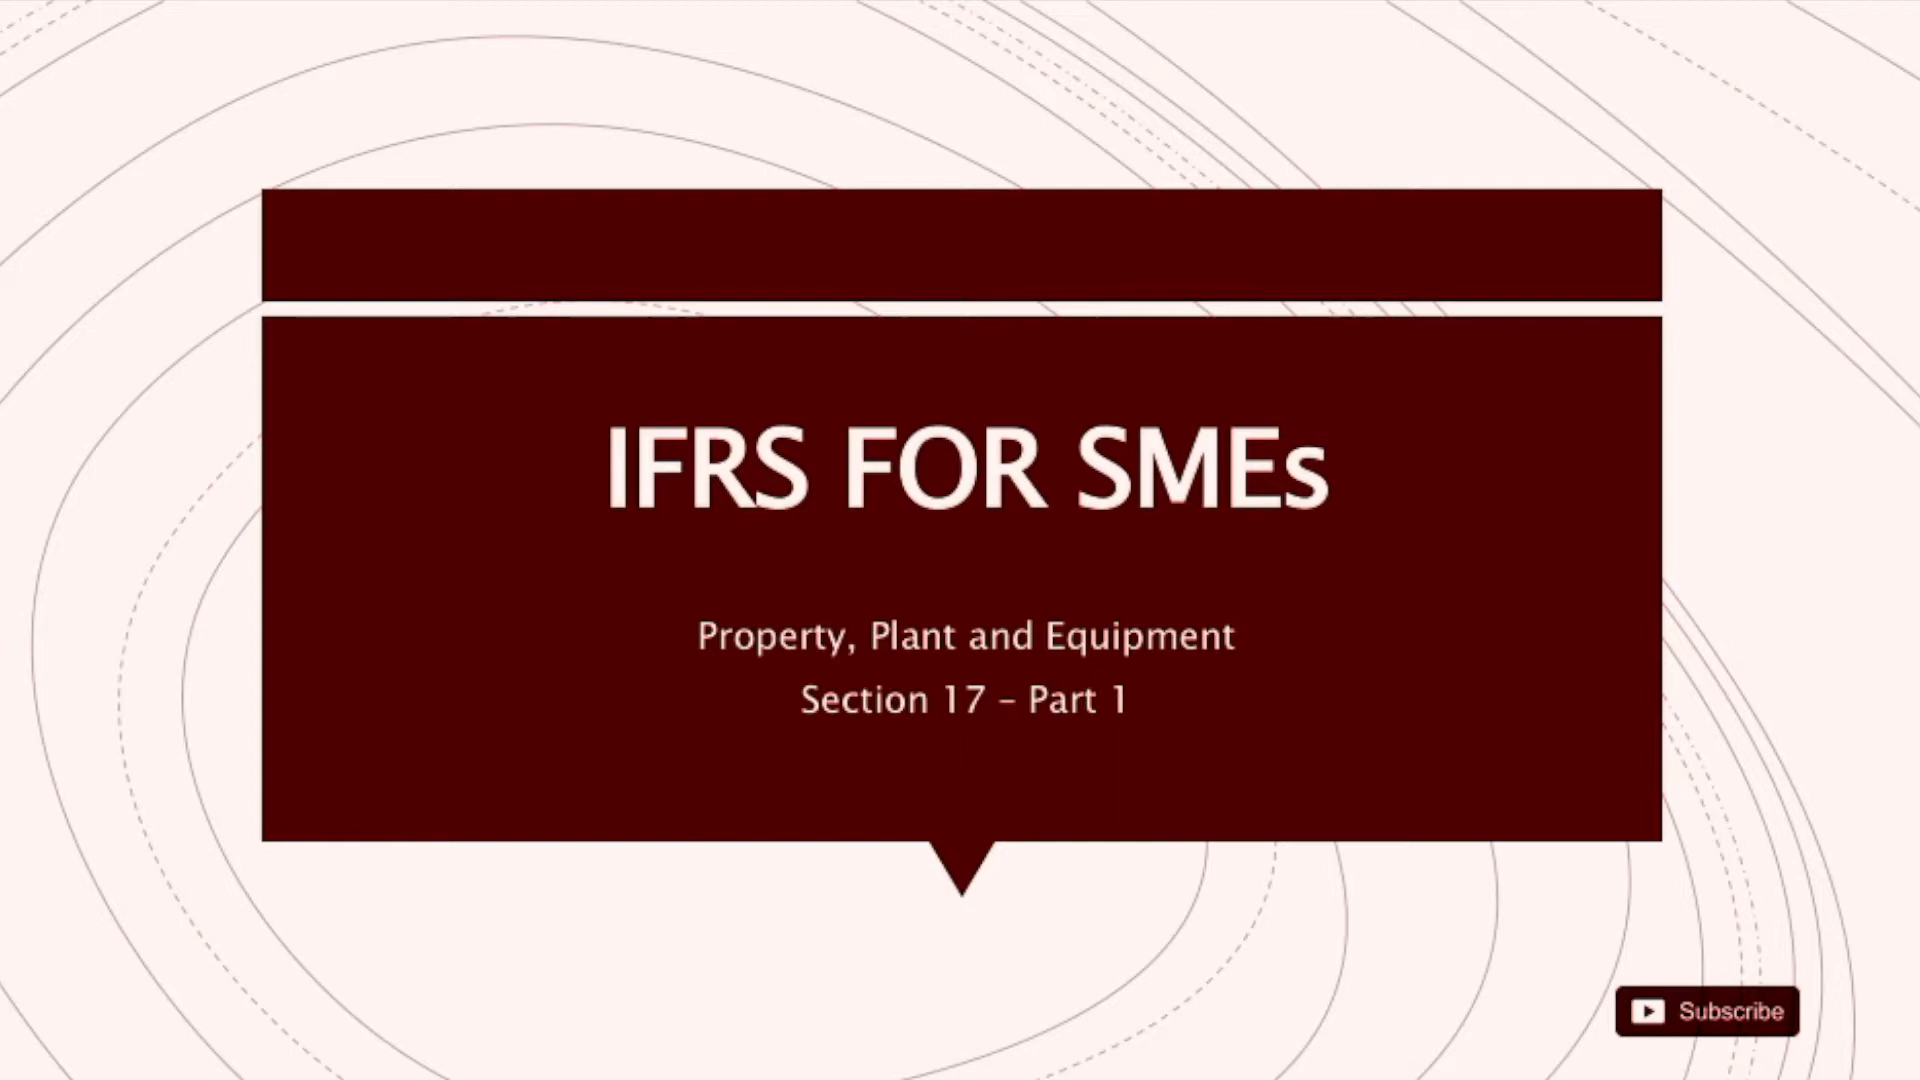 IFRS FOR SMEs
Property, Plant and Equipment
Section 17 – Part 1
Subscribe